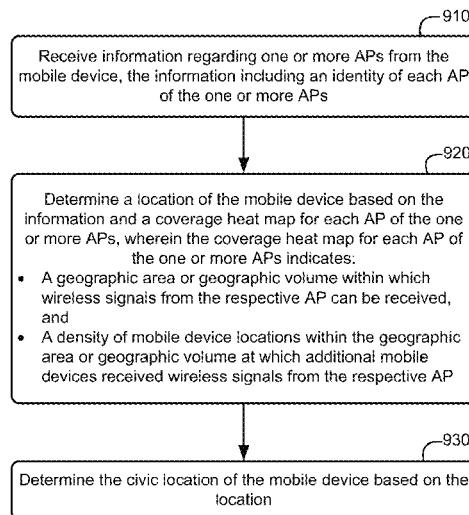 910
Receive information regarding one or more APs from the
mobile device, the information including an identity of each AP
of the one or more APs
920
Determine a location of the mobile device based on the
information and a coverage heat map for each AP of the one
or more APs, wherein the coverage heat map for each AP of
the one or more APs indicates:
• A geographic area or geographic volume within which
wireless signals from the respective AP can be received,
and
• A density of mobile device locations within the geographic
area or geographic volume at which additional mobile
devices received wireless signals from the respective AP
930
Determine the civic location of the mobile device based on the
location